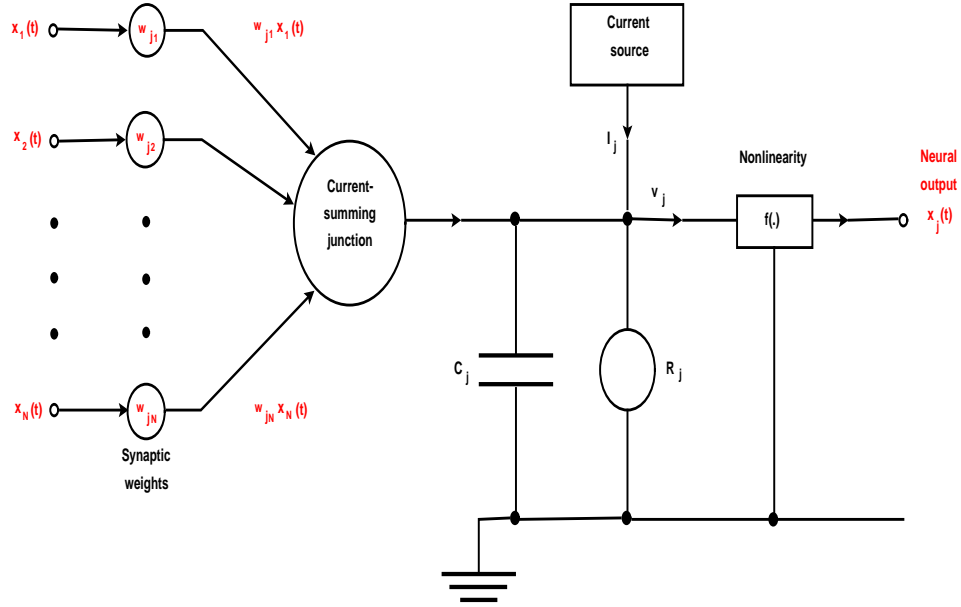 x1(t)
wj1
wj1 x1(t)
Current
source
x2(t)
wj2
Ij
Nonlinearity
Neural
output
xj(t)
Current-
summing
junction
vj
f(.)
Cj
Rj
xN(t)
wjN
wjN xN(t)
Synaptic
weights